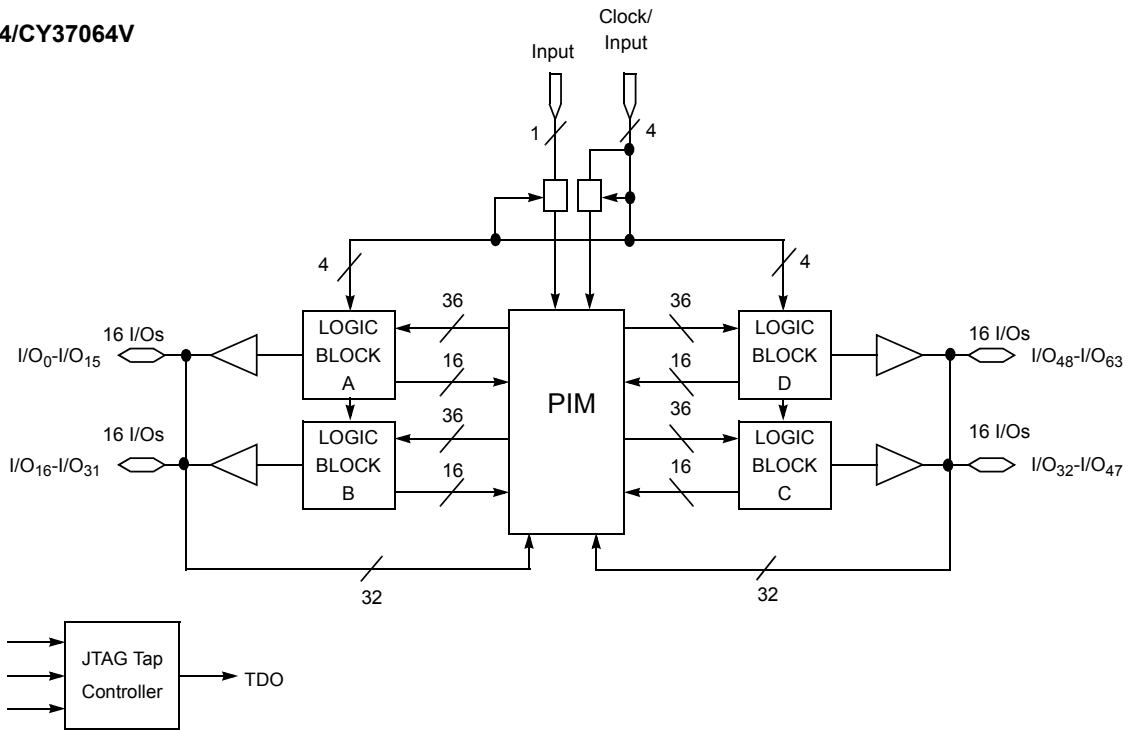 4/CY37064V
Clock/
Input
Input
1
4
4
4
36
36
16 I/Os
LOGIC
BLOCK
A
LOGIC
BLOCK
D
16 I/Os
I/O0-I/O15
I/O48-I/O63
16
16
PIM
36
36
16 I/Os
LOGIC
BLOCK
B
LOGIC
BLOCK
C
16 I/Os
I/O16-I/O31
I/O32-I/O47
16
16
32
32
JTAG Tap
Controller
TDO